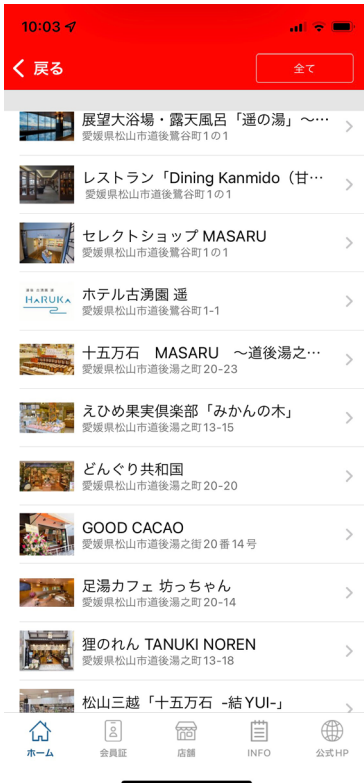 10:03
戻る
全て
展望大浴場・露天風呂「遥の湯」〜…
愛媛県松山市道後鷺谷町1の1
レストラン「Dining Kanmido（甘…
愛媛県松山市道後鷺谷町1の1
セレクトショップ MASARU
愛媛県松山市道後鷺谷町1の1
HARUKA
ホテル古湧園 遥
愛媛県松山市道後鷺谷町1-1
十五万石　MASARU　〜道後湯之…
愛媛県松山市道後湯之町20-23
えひめ果実倶楽部「みかんの木」
愛媛県松山市道後湯之町13-15
どんぐり共和国
愛媛県松山市道後湯之町20-20
GOOD CACAO
愛媛県松山市道後湯之街20番14号
足湯カフェ 坊っちゃん
愛媛県松山市道後湯之町20-14
狸のれん TANUKI NOREN
愛媛県松山市道後湯之町13-18
松山三越「十五万石 -結YUI-」
ホーム
会員証
店舗
INFO
公式HP